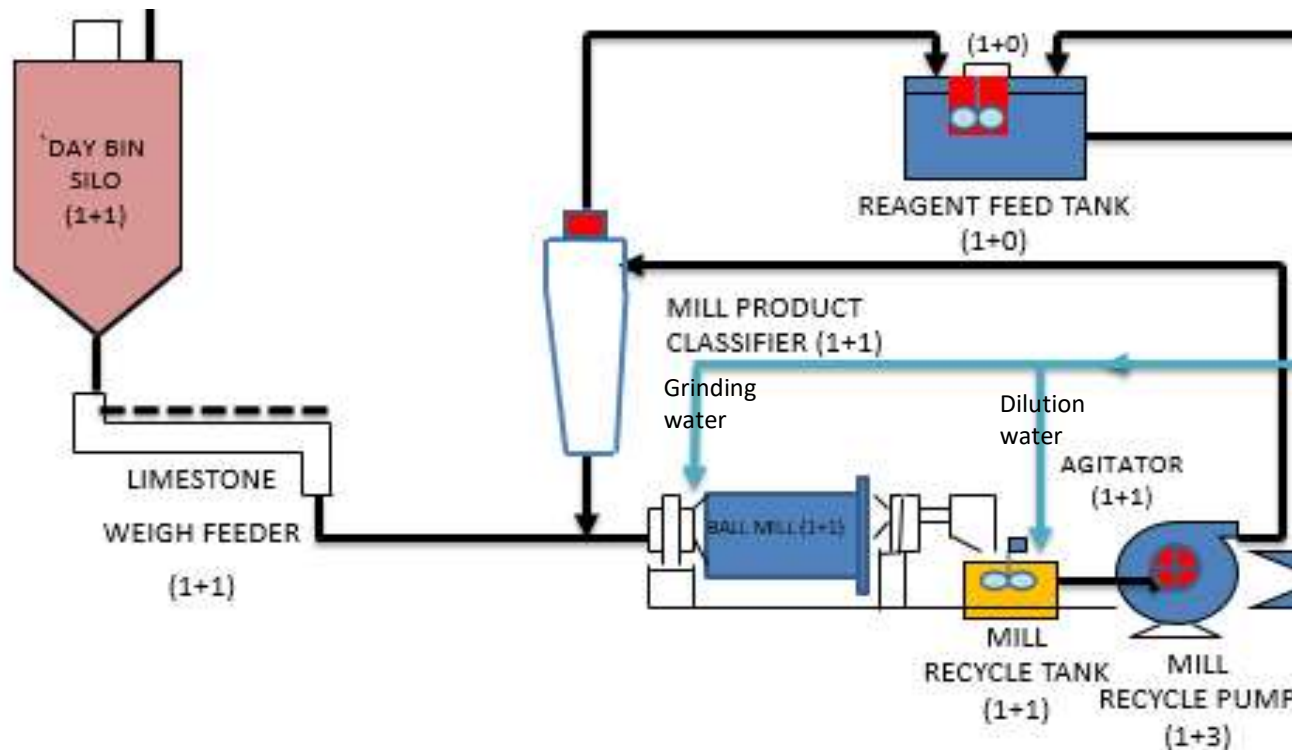 (1+0)
`DAY BIN
SILO
(1+1)
REAGENT FEED TANK
(1+0)
MILL PRODUCT
CLASSIFIER (1+1)
Grinding
water
Dilution
water
AGITATOR
(1+1)
LIMESTONE
WEIGH FEEDER
(1+1)
BALL MILL (1+1)
MILL
RECYCLE TANK
(1+1)
MILL
RECYCLE PUMP
(1+3)